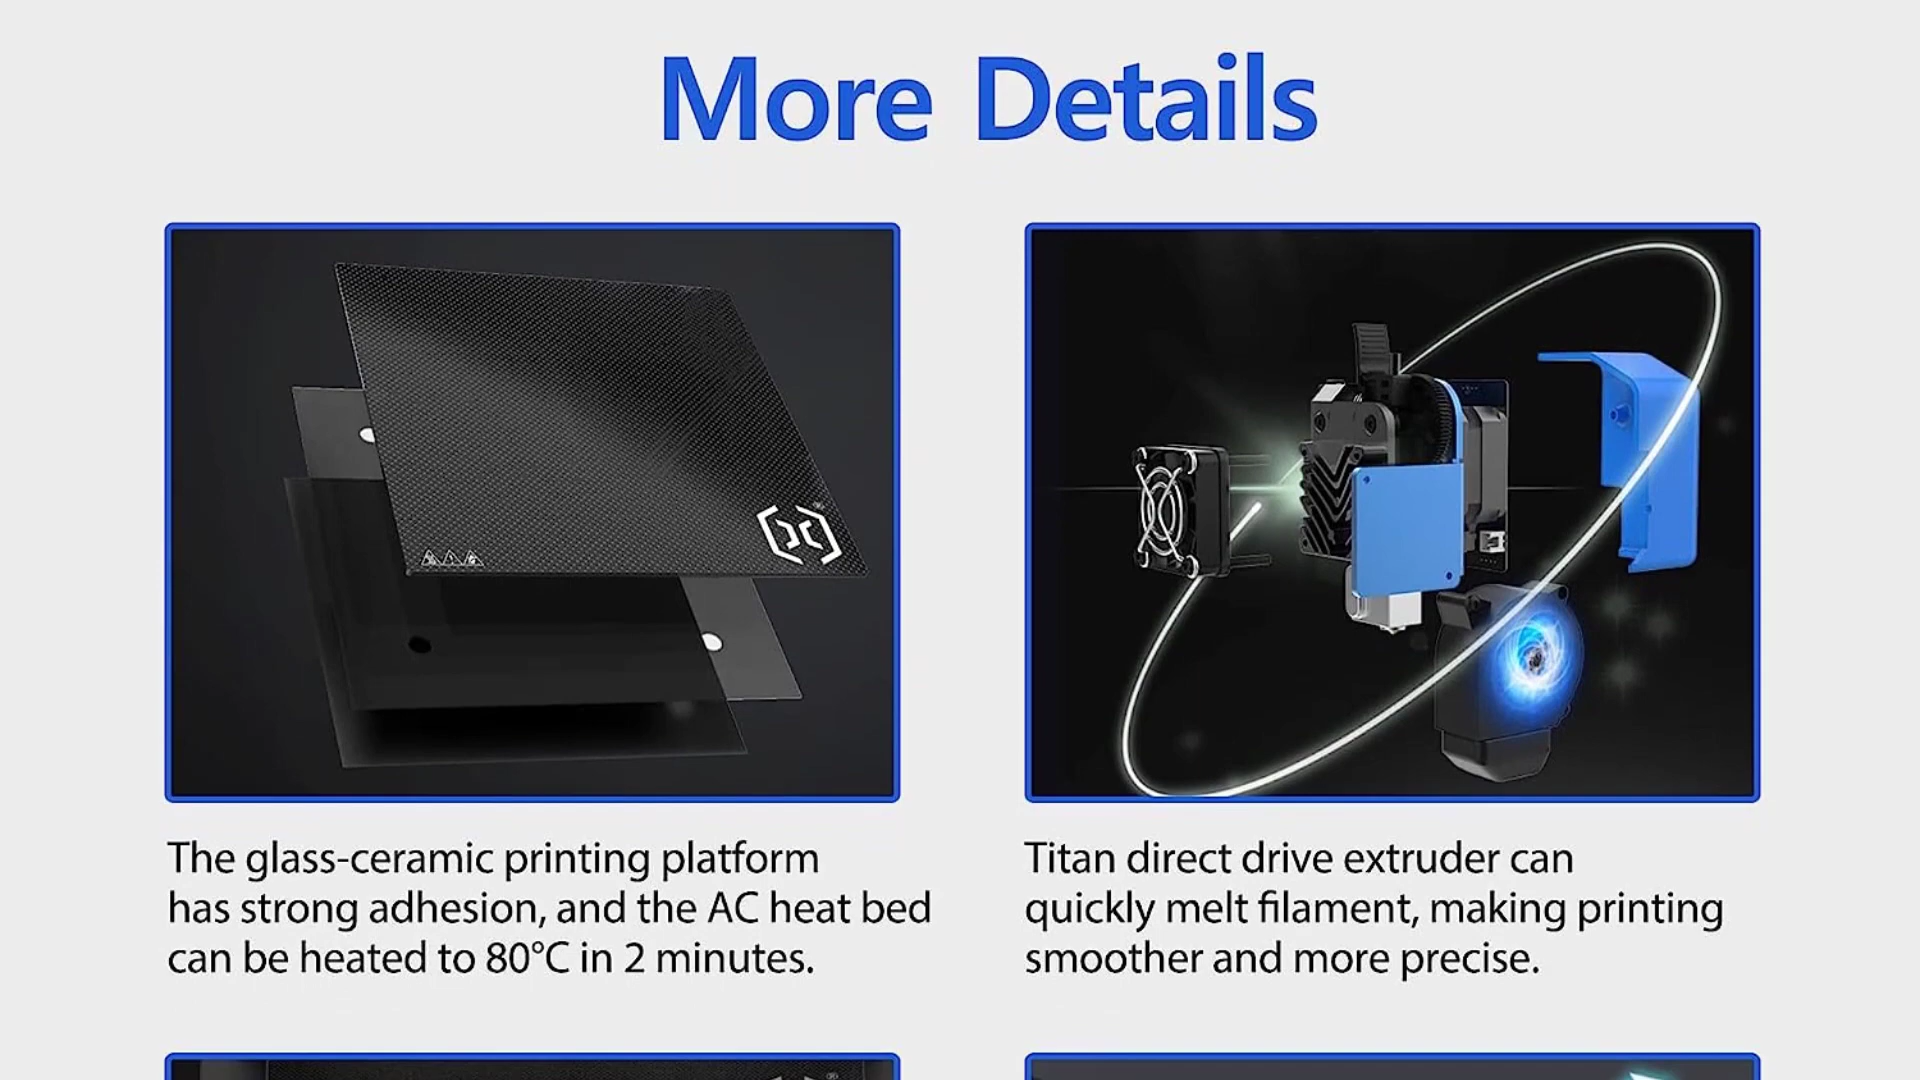 More Details
The glass-ceramic printing platform
has strong adhesion, and the AC heat bed
can be heated to 80°C in 2 minutes.
Titan direct drive extruder can
quickly melt filament, making printing
smoother and more precise.